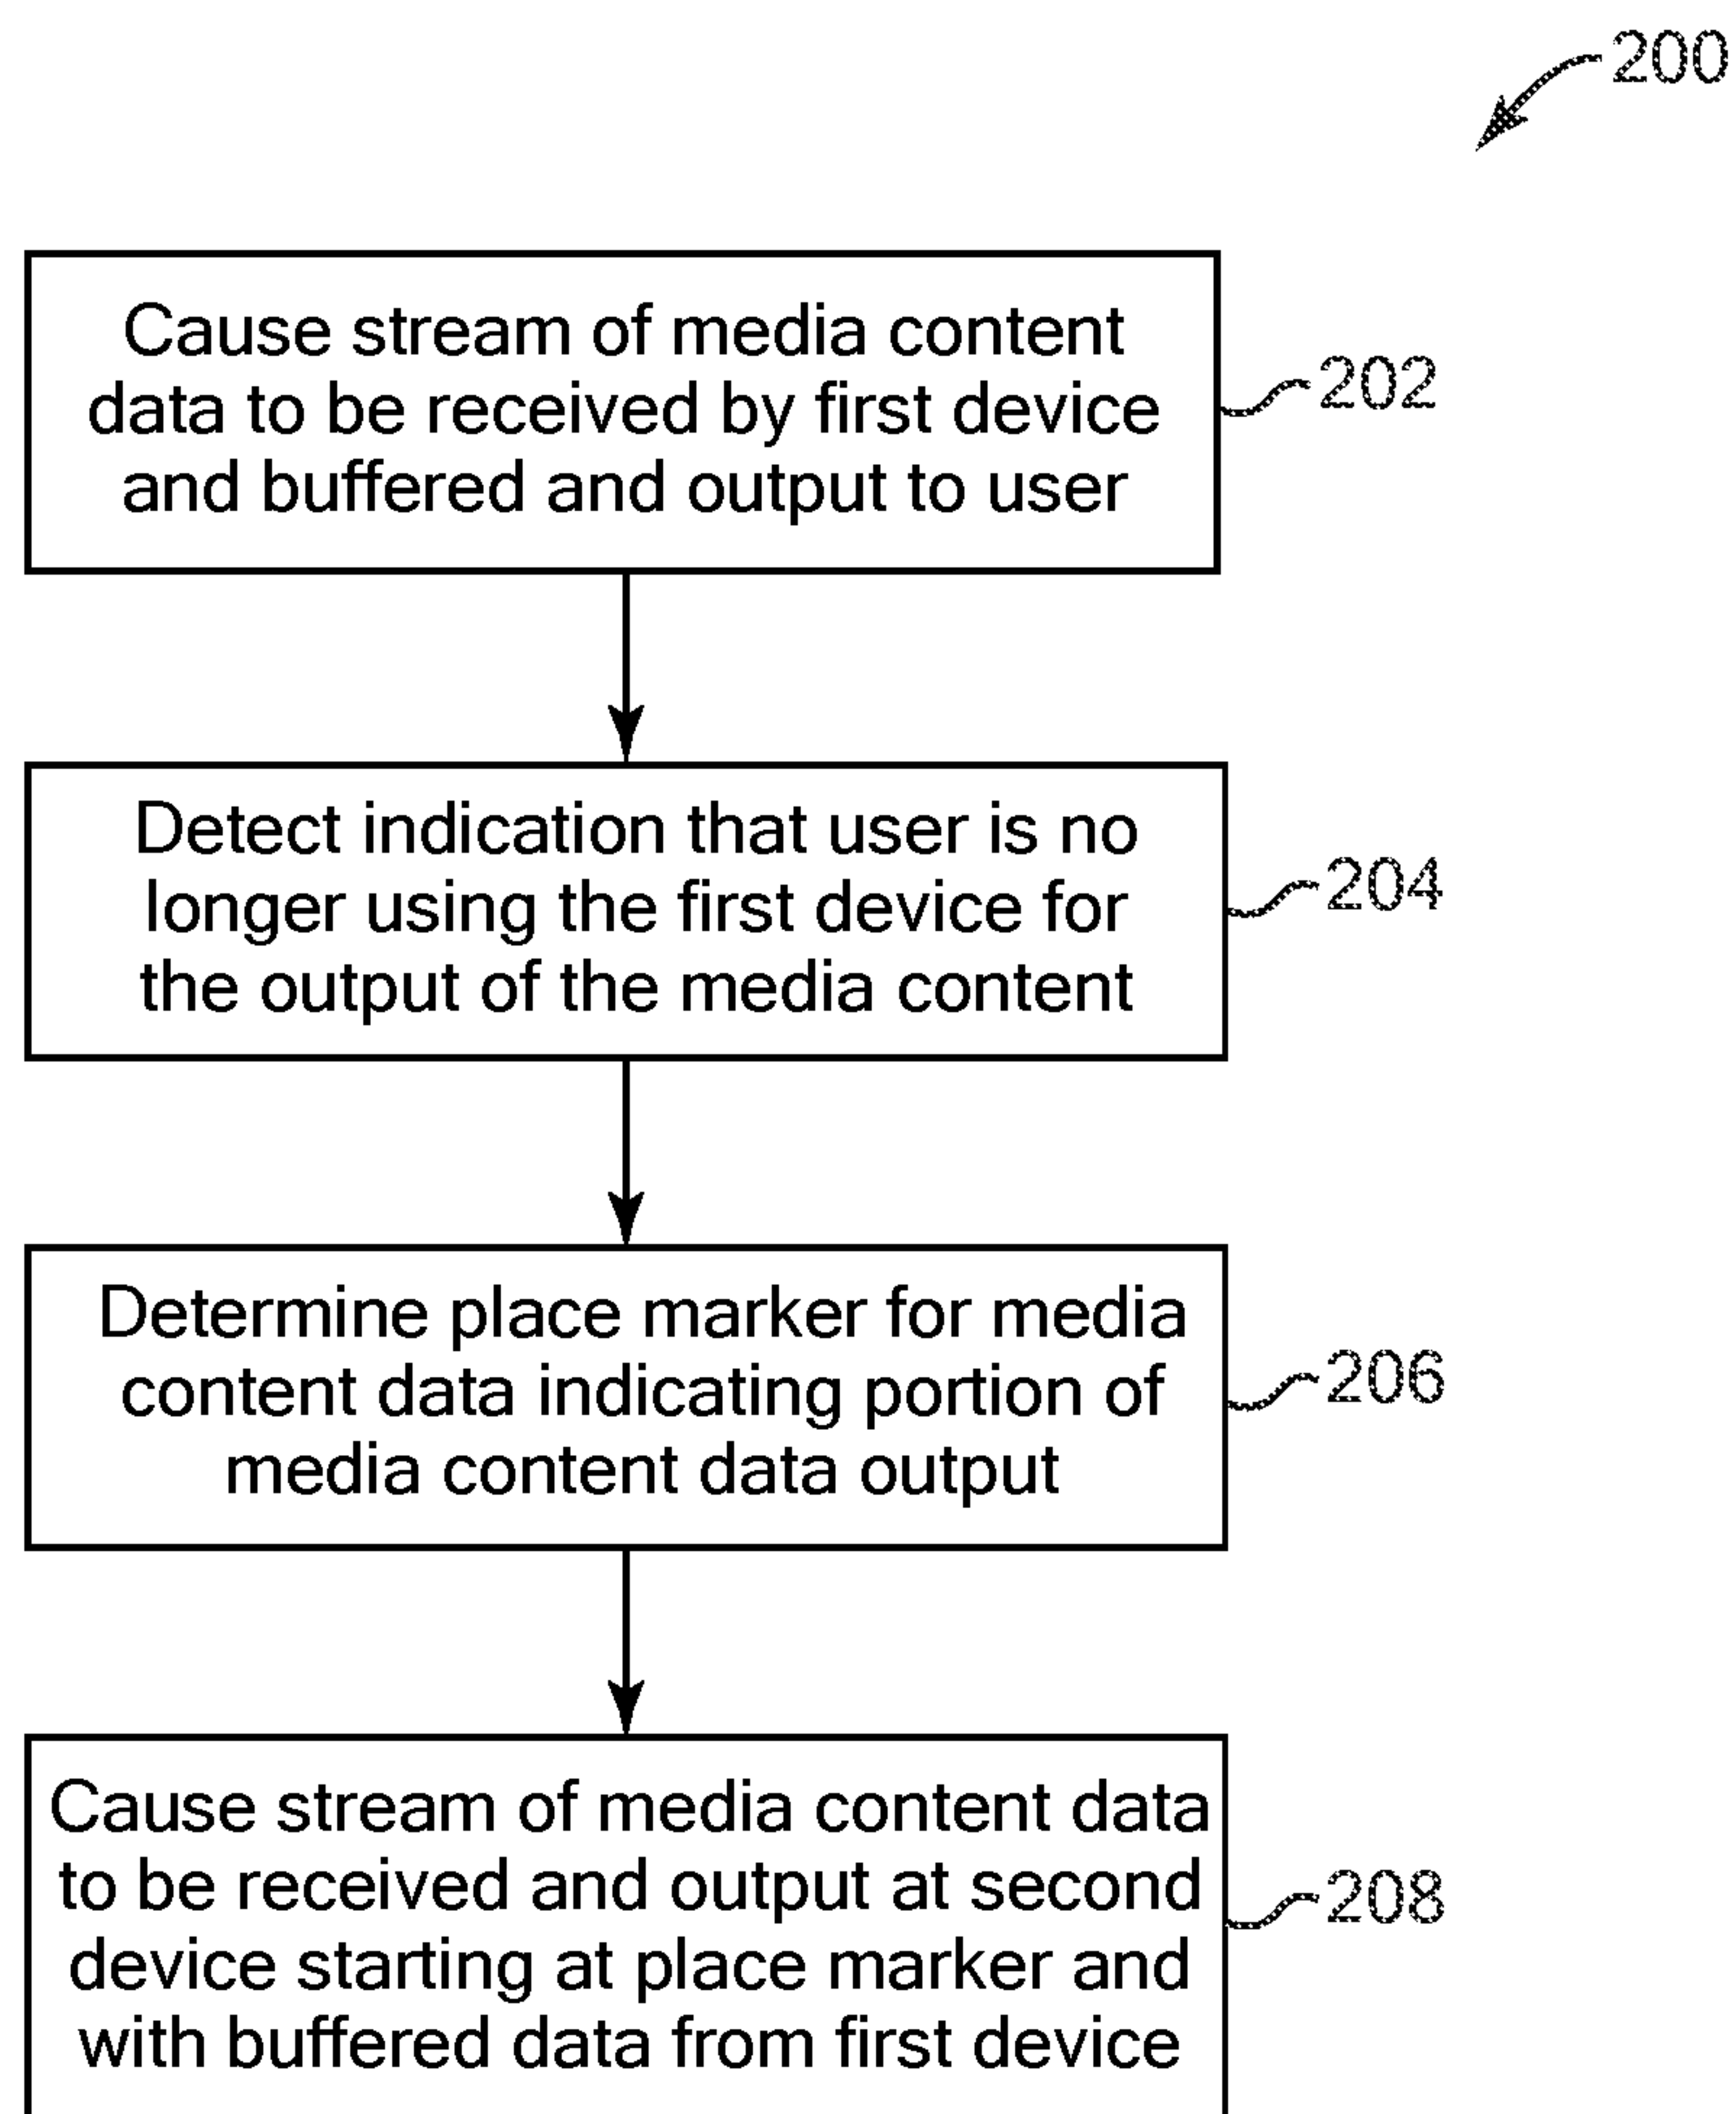 200
Cause stream of media content
data to be received by first device
and buffered and output to user
202
Detect indication that user is no
longer using the first device for
the output of the media content
204
Determine place marker for media
content data indicating portion of
media content data output
206
Cause stream of media content data
to be received and output at second
device starting at place marker and
with buffered data from first device
208